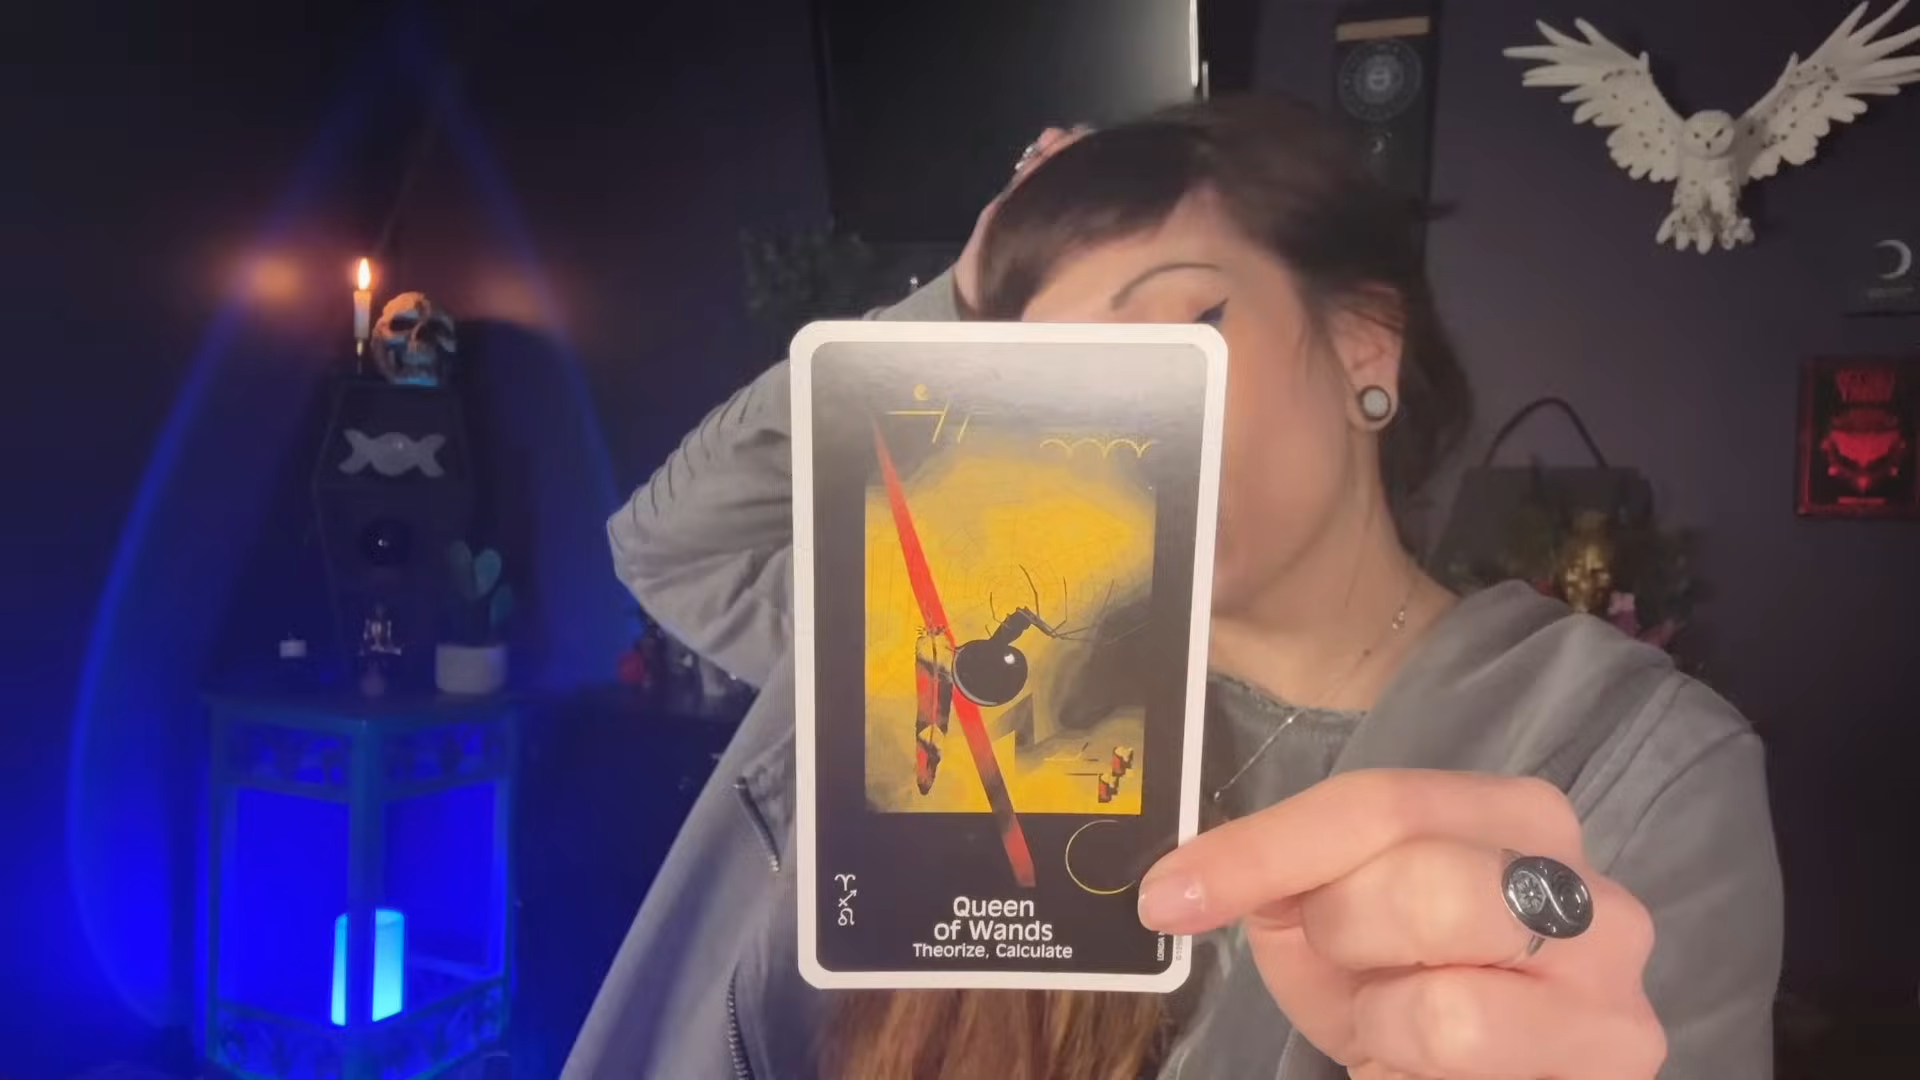 Queen
of Wands
Theorize, Calculate